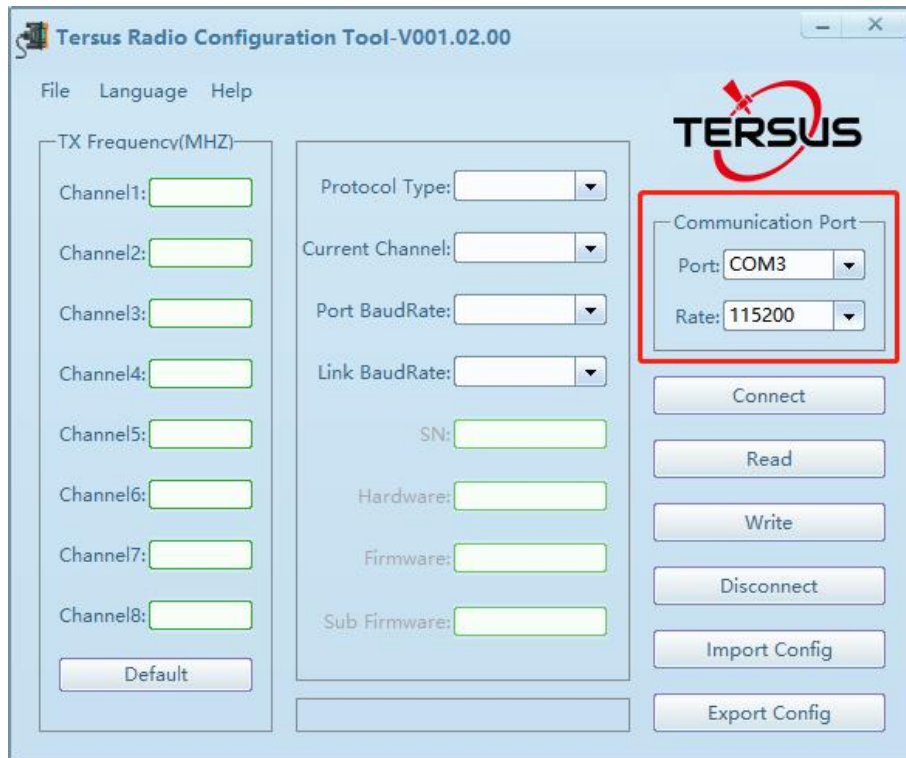 Tersus Radio Configuration Tool-V001.02.00
File Language Help
TERSUS
TX Frequency(MHZ)
Channel1:
Channel2:
Channel3:
Channel4:
Channel5:
Channel6:
Channel7:
Channel8:
Default
Protocol Type:
Current Channel:
Port BaudRate:
Link BaudRate:
SN:
Hardware:
Firmware:
Sub Firmware:
Communication Port
Port: COM3
Rate: 115200
Connect
Read
Write
Disconnect
Import Config
Export Config